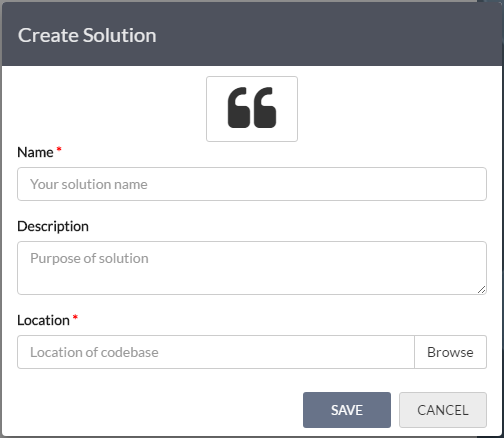 Create Solution
Name *
Your solution name
Description
Purpose of solution
Location *
Location of codebase
Browse
SAVE
CANCEL